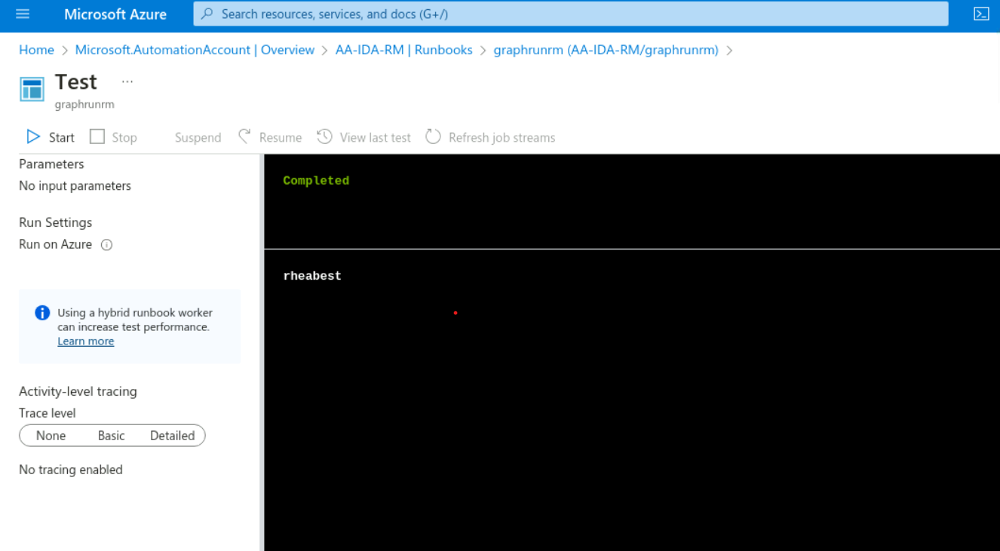 Microsoft Azure
Search resources, services, and docs (G+/)
Home > Microsoft.AutomationAccount | Overview > AA-IDA-RM | Runbooks > graphrunrm (AA-IDA-RM/graphrunrm) >
Test ...
graphrunrm
Start Stop Suspend Resume View last test Refresh job streams
Parameters
No input parameters
Run Settings
Run on Azure
Using a hybrid runbook worker
can increase test performance.
Learn more
Activity-level tracing
Trace level
None Basic Detailed
No tracing enabled
Completed
rheabest